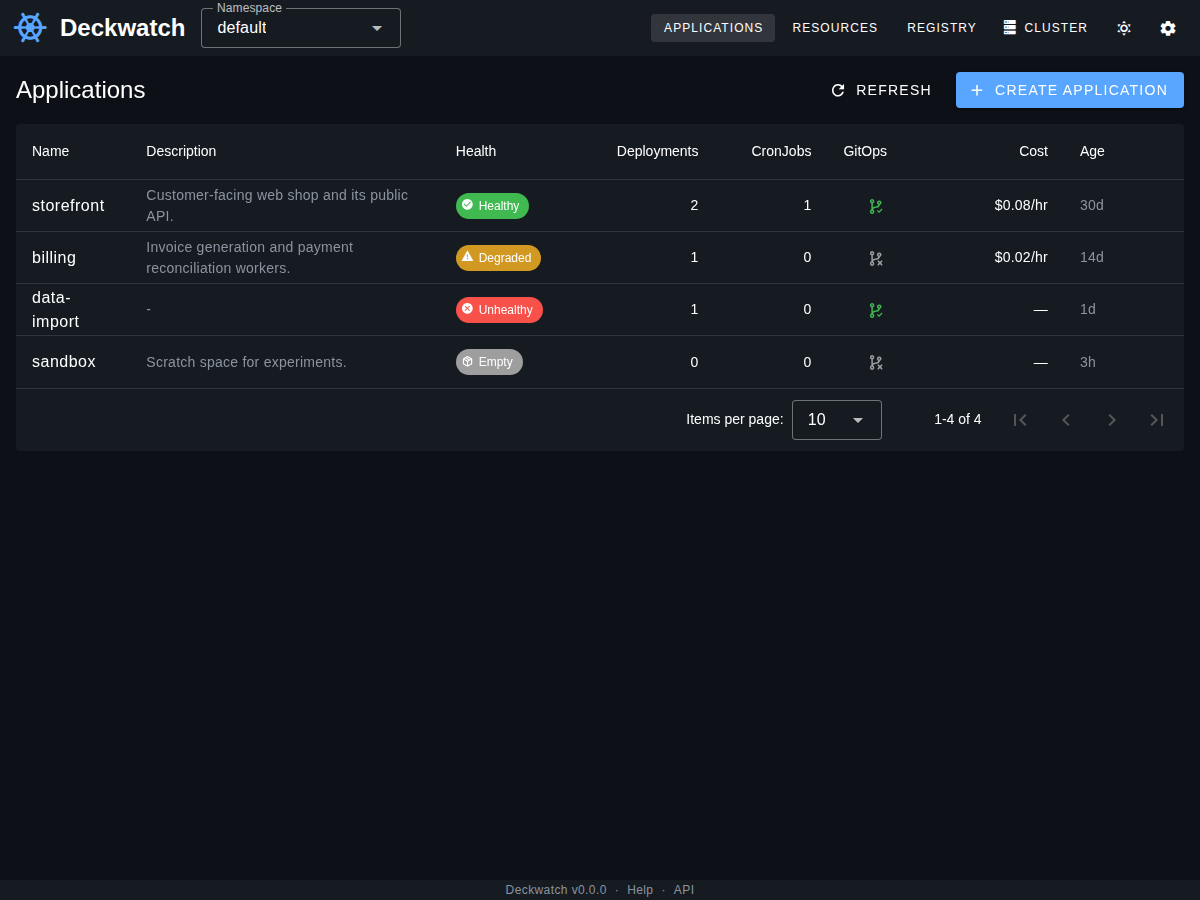 Deckwatch
Namespace
default
APPLICATIONS RESOURCES REGISTRY CLUSTER
Applications
REFRESH
CREATE APPLICATION
Name Description Health Deployments CronJobs GitOps Cost Age
storefront Customer-facing web shop and its public API. Healthy 2 1 $0.08/hr 30d
billing Invoice generation and payment reconciliation workers. Degraded 1 0 $0.02/hr 14d
data-import - Unhealthy 1 0 — 1d
sandbox Scratch space for experiments. Empty 0 0 — 3h
Items per page: 10 1-4 of 4
Deckwatch v0.0.0 · Help · API